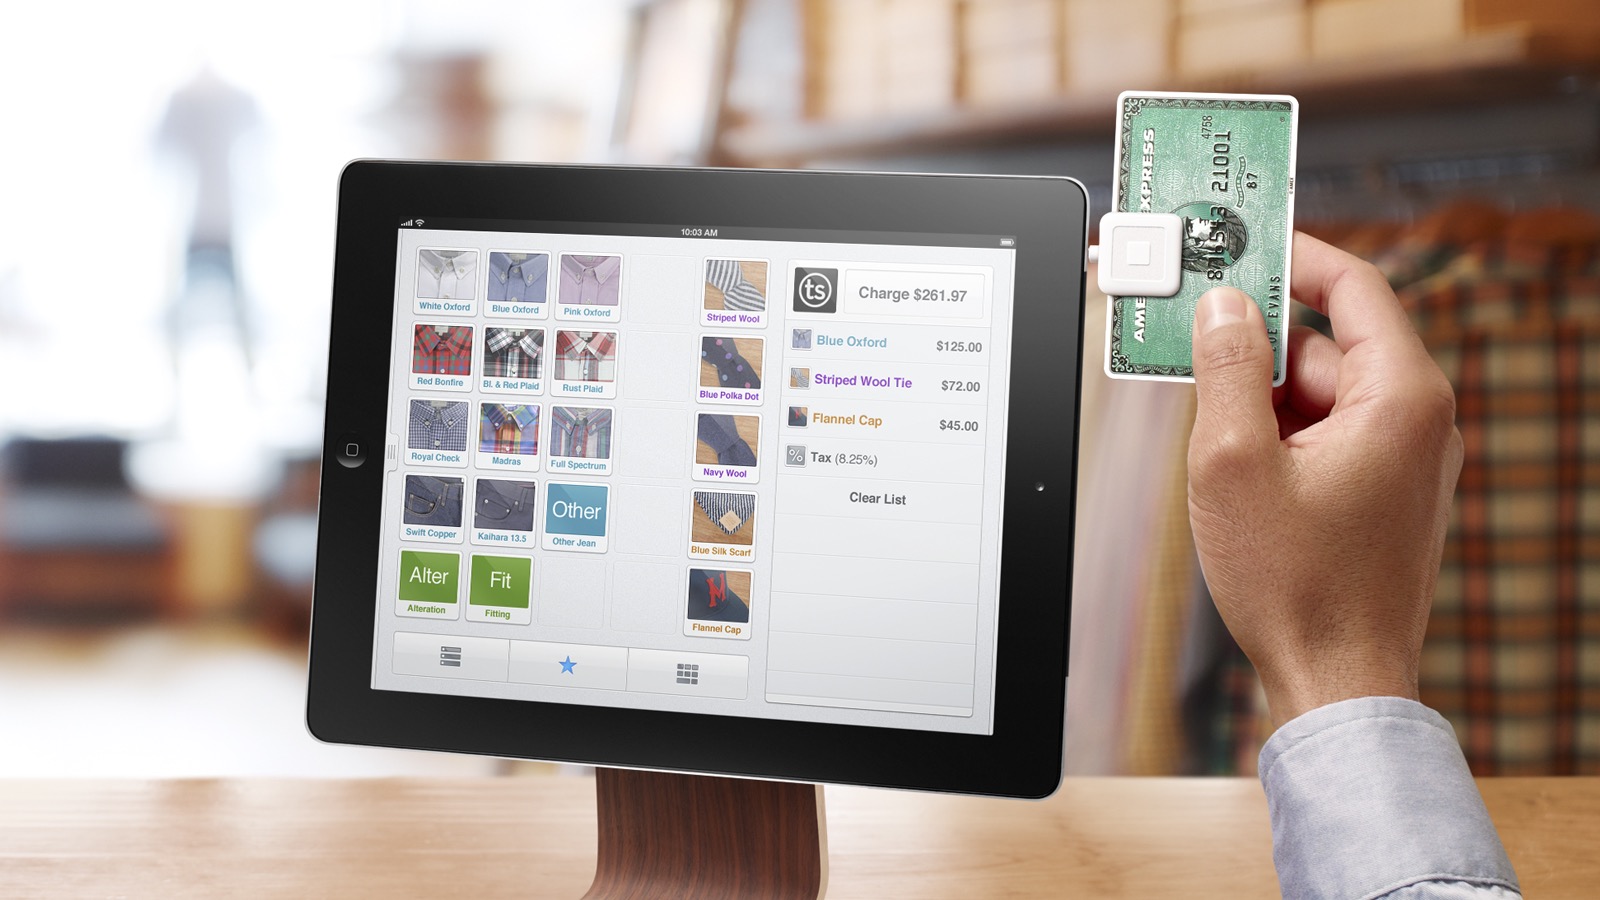 10:03 AM
White Oxford
Blue Oxford
Pink Oxford
Striped Wool
Red Bonfire
Bl. & Red Plaid
Rust Plaid
Blue Polka Dot
Royal Check
Madras
Full Spectrum
Navy Wool
Swift Copper
Kaihara 13.5
Other
Other Jean
Blue Silk Scarf
Alter
Alteration
Fit
Fitting
M
Flannel Cap
ts
Charge $261.97
Blue Oxford $125.00
Striped Wool Tie $72.00
Flannel Cap $45.00
% Tax (8.25%)
Clear List
4758
21001
87
EVANS